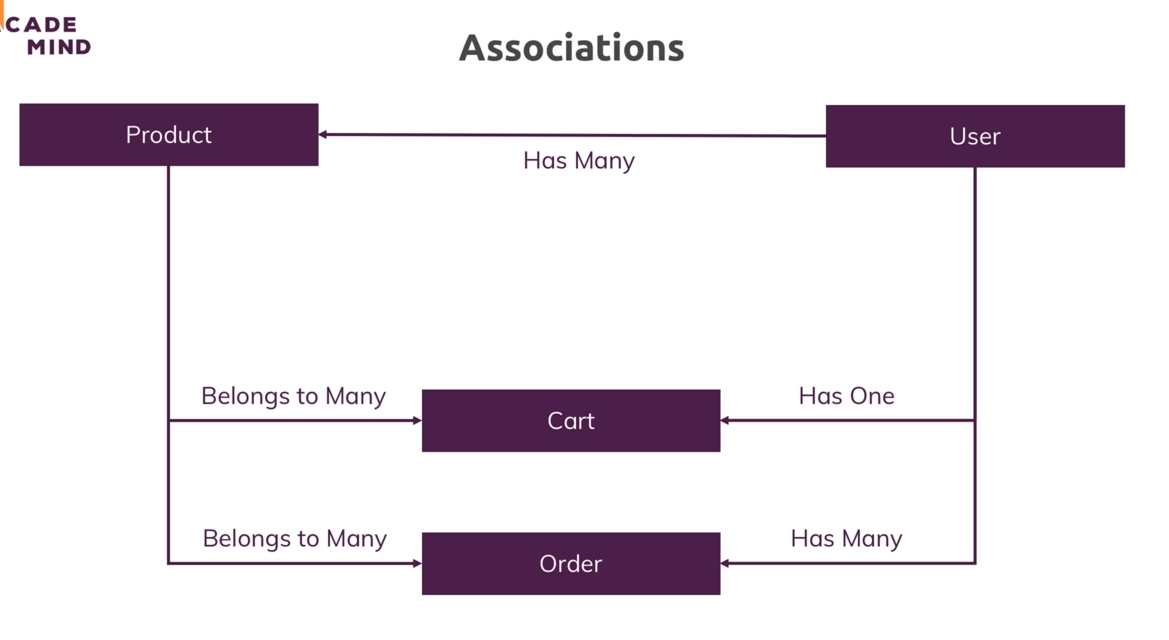 CADE
MIND
Associations
Product
User
Has Many
Belongs to Many
Has One
Cart
Belongs to Many
Has Many
Order